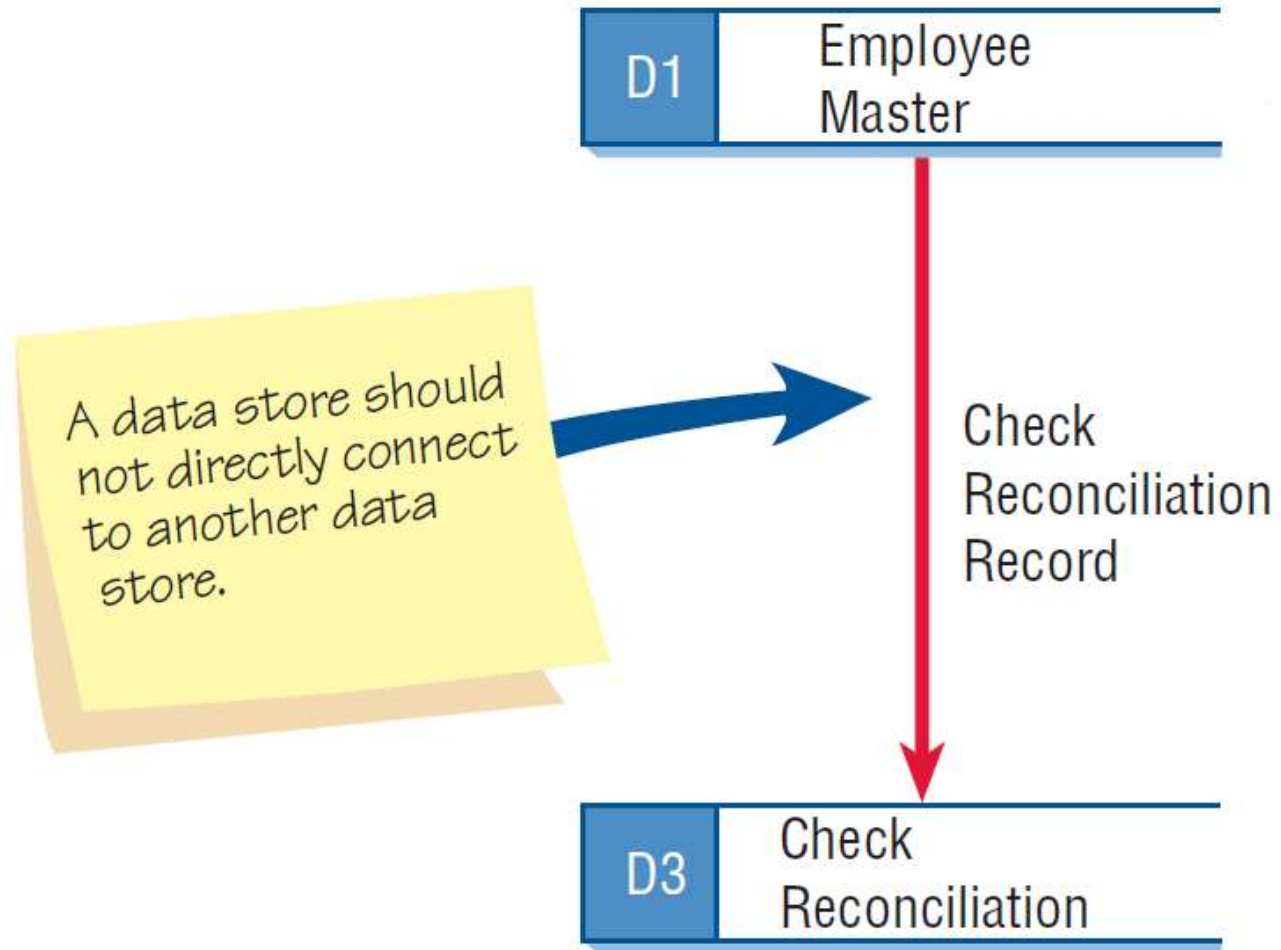 D1
Employee
Master
A data store should
not directly connect
to another data
store.
Check
Reconciliation
Record
D3
Check
Reconciliation